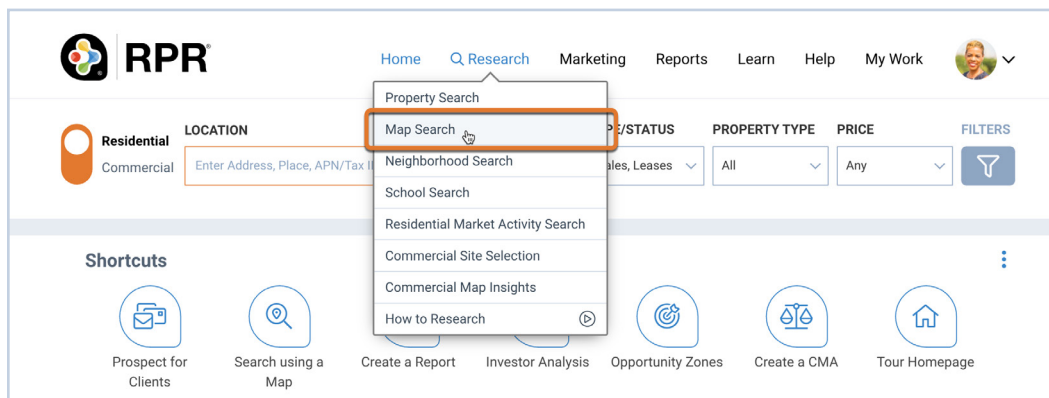 RPR®
Home Research Marketing Reports Learn Help My Work
Property Search
Map Search
Neighborhood Search
School Search
Residential Market Activity Search
Commercial Site Selection
Commercial Map Insights
How to Research
Residential
Commercial
LOCATION
Enter Address, Place, APN/Tax
/STATUS
ales, Leases
PROPERTY TYPE
All
PRICE
Any
FILTERS
Shortcuts
Prospect for
Clients
Search using a
Map
Create a Report
Investor Analysis
Opportunity Zones
Create a CMA
Tour Homepage